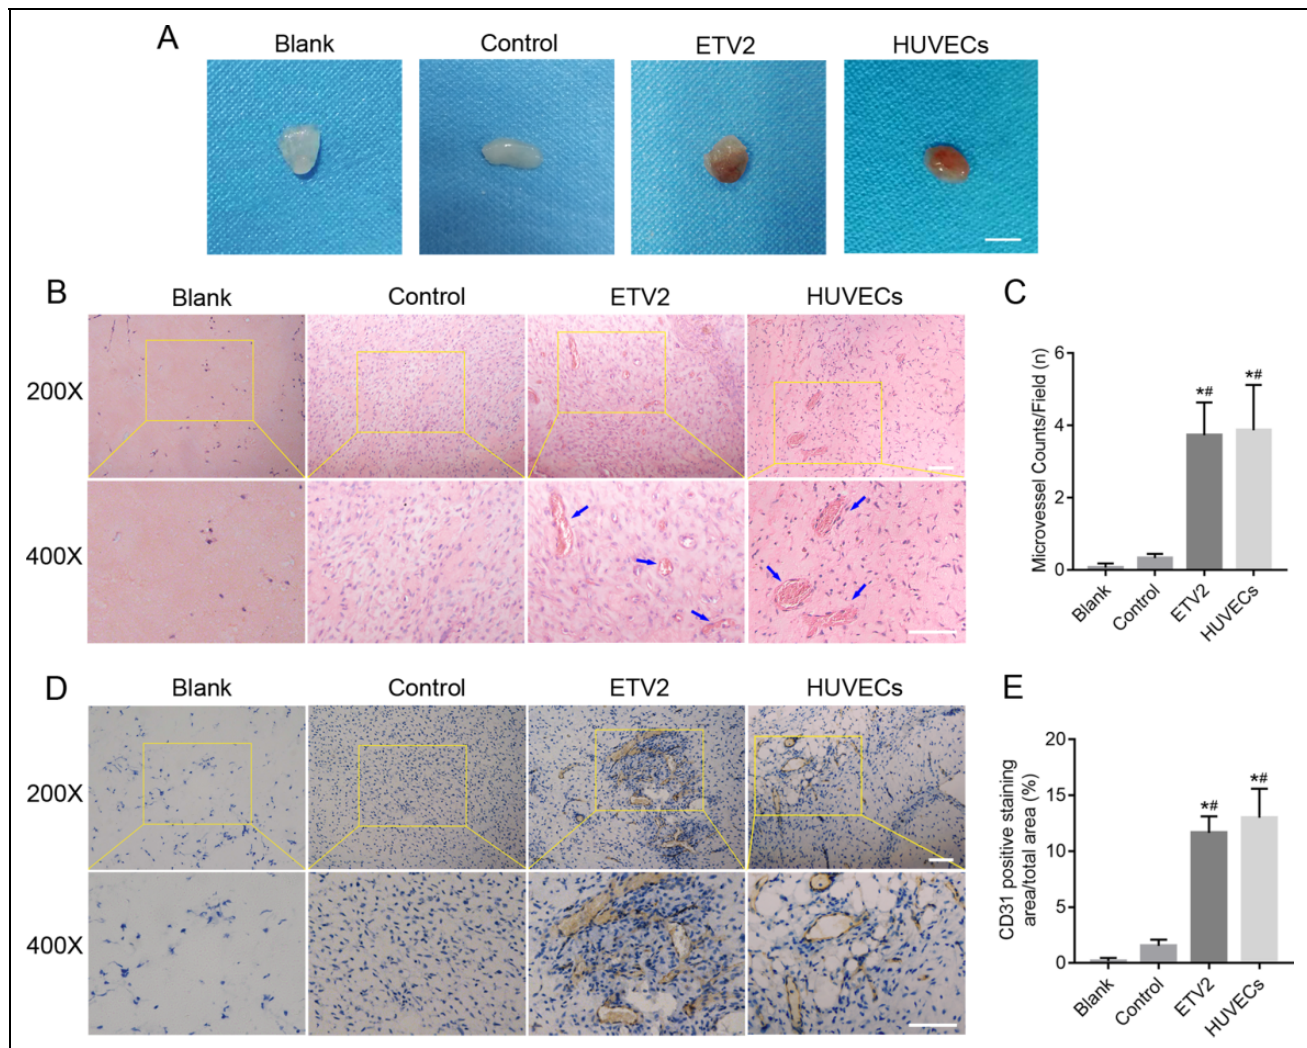 A
Blank
Control
ETV2
HUVECs
B
Blank
Control
ETV2
HUVECs
200X
400X
C
Microvessel Counts/Field (n)
6
4
2
0
*#
*#
Blank
Control
ETV2
HUVECs
D
Blank
Control
ETV2
HUVECs
200X
400X
E
CD31 positive staining
area/total area (%)
20
15
10
5
0
*#
*#
Blank
Control
ETV2
HUVECs